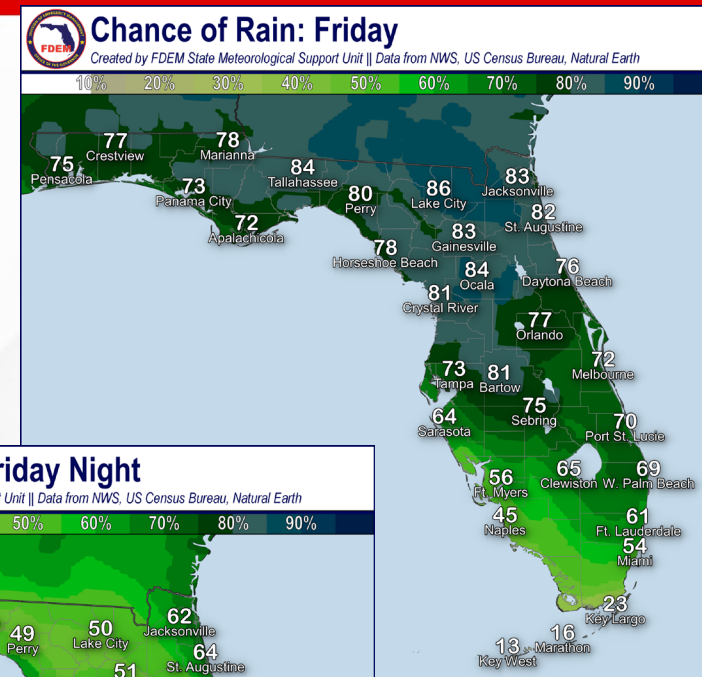 Chance of Rain: Friday
FDEM
Created by FDEM State Meteorological Support Unit || Data from NWS, US Census Bureau, Natural Earth
10% 20% 30% 40% 50% 60% 70% 80% 90%
77
Crestview
78
Marianna
75
Pensacola
84
Tallahassee
73
Panama City
80
Perry
86
Lake City
83
Jacksonville
72
Apalachicola
82
St. Augustine
83
Gainesville
78
Horseshoe Beach
84
Ocala
76
Daytona Beach
81
Crystal River
77
Orlando
73
Tampa
81
Bartow
72
Melbourne
75
Sebring
64
Sarasota
70
Port St. Lucie
56
Ft. Myers
65
Clewiston
69
W. Palm Beach
45
Naples
61
Ft. Lauderdale
54
Miami
23
Key Largo
16
Marathon
13
Key West
riday Night
Unit || Data from NWS, US Census Bureau, Natural Earth
50% 60% 70% 80% 90%
49
Perry
50
Lake City
62
Jacksonville
64
St. Augustine
51